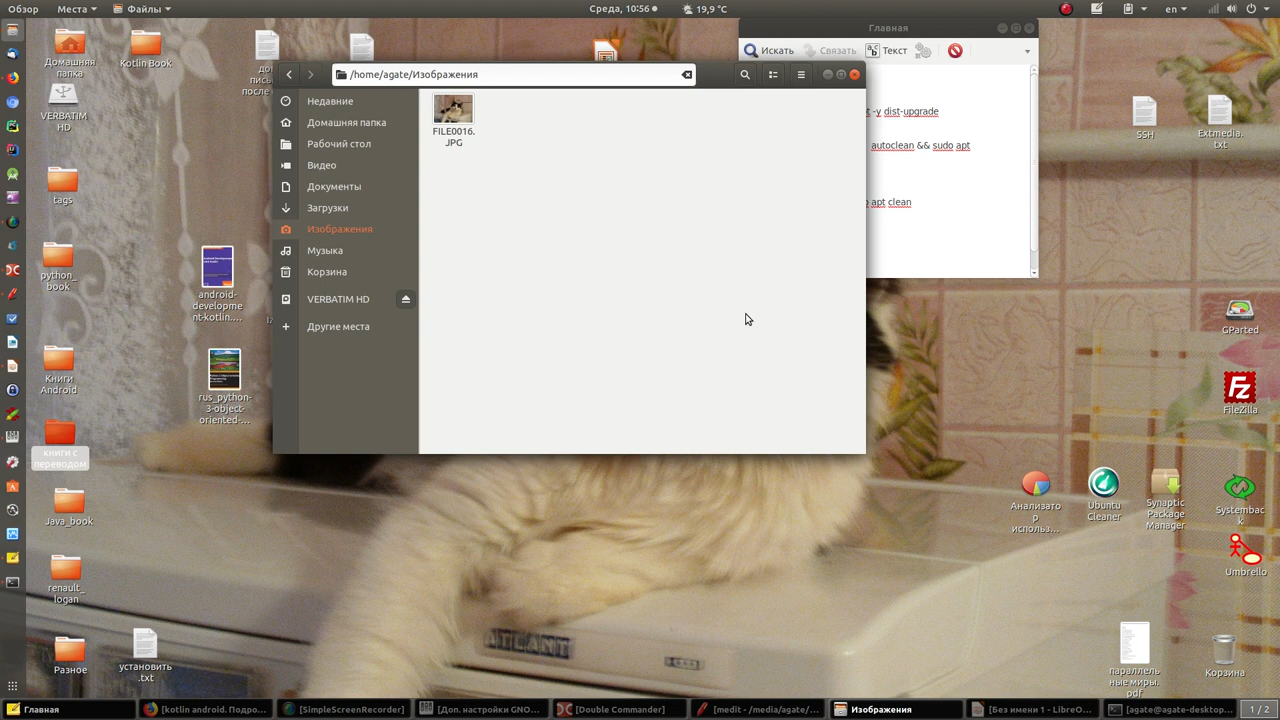 Обзор
Места
Файлы
Среда, 10:56
19,9 °C
en
Домашняя
папка
Kotlin Book
VERBATIM
HD
tags
python_
book
Книги
Android
книги с
переводом
Java_book
renault_
logan
Разное
установить
.txt
android-
developme
nt-kotlin....
rus_python-
3-object-
oriented-...
/home/agate/Изображения
Недавние
Домашняя папка
Рабочий стол
Видео
Документы
Загрузки
Изображения
Музыка
Корзина
VERBATIM HD
Другие места
FILE0016.
JPG
Главная
Искать
Связать
Текст
-y dist-upgrade
autoclean && sudo apt
apt clean
SSH
Extmedia.
txt
GParted
FileZilla
Анализато
р
использ...
Ubuntu
Cleaner
Synaptic
Package
Manager
Systembac
k
Umbrello
параллель
ные миры.
pdf
Корзина
ATLANT
Главная
[kotlin android. Подро...
[SimpleScreenRecorder]
[Доп. настройки GNO...
[Double Commander]
[medit - /media/agate/...
Изображения
[Без имени 1 - LibreO...
[agate@agate-desktop...
1 / 2